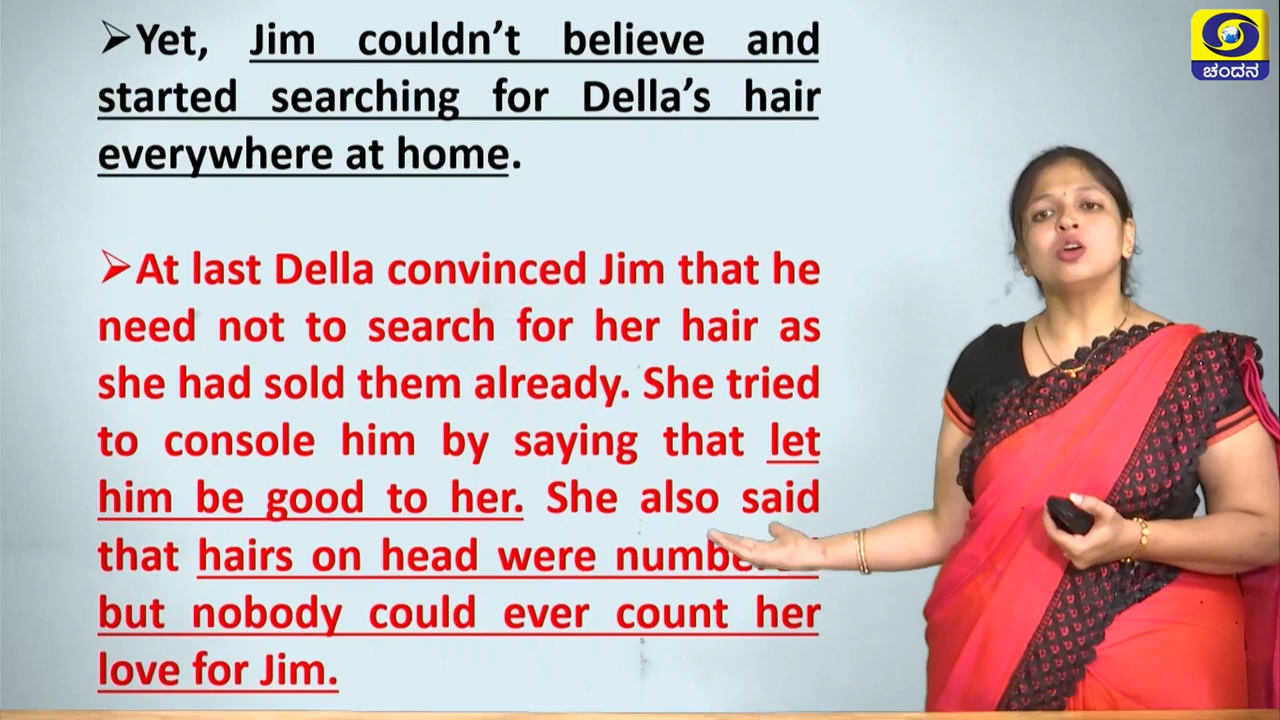 ➢Yet, Jim couldn’t believe and
started searching for Della’s hair
everywhere at home.
➢At last Della convinced Jim that he
need not to search for her hair as
she had sold them already. She tried
to console him by saying that let
him be good to her. She also said
that hairs on head were
but nobody could ever count her
love for Jim.
ಚಂದನ